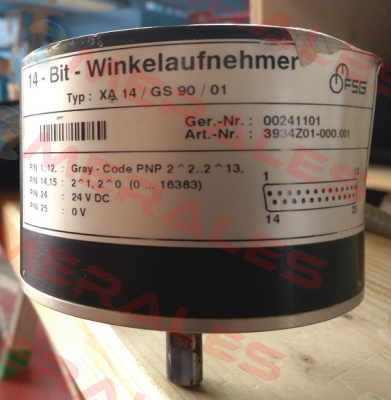 14 - Bit - Winkelaufnehmer
FSG
Typ : XA 14 / GS 90 / 01
Ger.-Nr. : 00241101
Art.-Nr. : 3934Z01-000.001
PIN 1..12, : Gray - Code PNP 2^2..2^13,
PIN 14,15 : 2^1, 2^0 (0 ... 16383)
PIN 24 : 24 V DC
PIN 25 : 0 V
1 13
14 25
MERALES